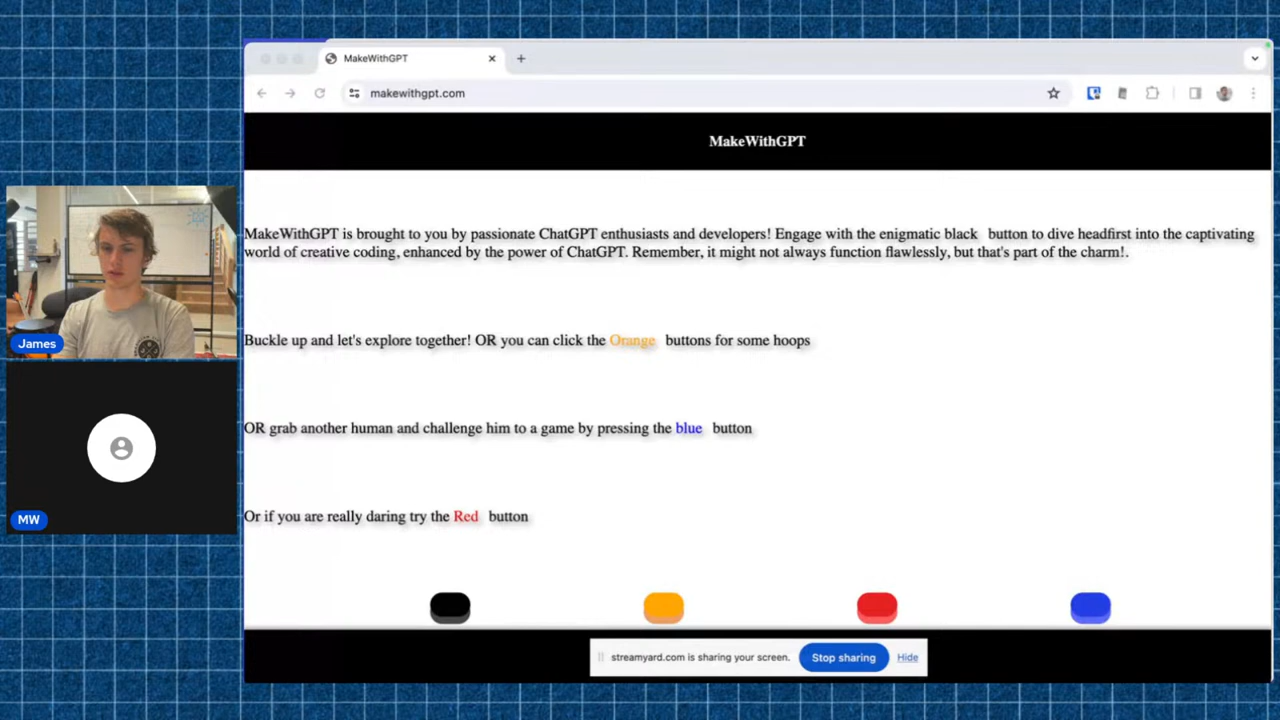 MakeWithGPT
makewithgpt.com
MakeWithGPT
MakeWithGPT is brought to you by passionate ChatGPT enthusiasts and developers! Engage with the enigmatic black button to dive headfirst into the captivating
world of creative coding, enhanced by the power of ChatGPT. Remember, it might not always function flawlessly, but that's part of the charm!.
Buckle up and let's explore together! OR you can click the Orange buttons for some hoops
OR grab another human and challenge him to a game by pressing the blue button
Or if you are really daring try the Red button
James
MW
streamyard.com is sharing your screen.
Stop sharing
Hide